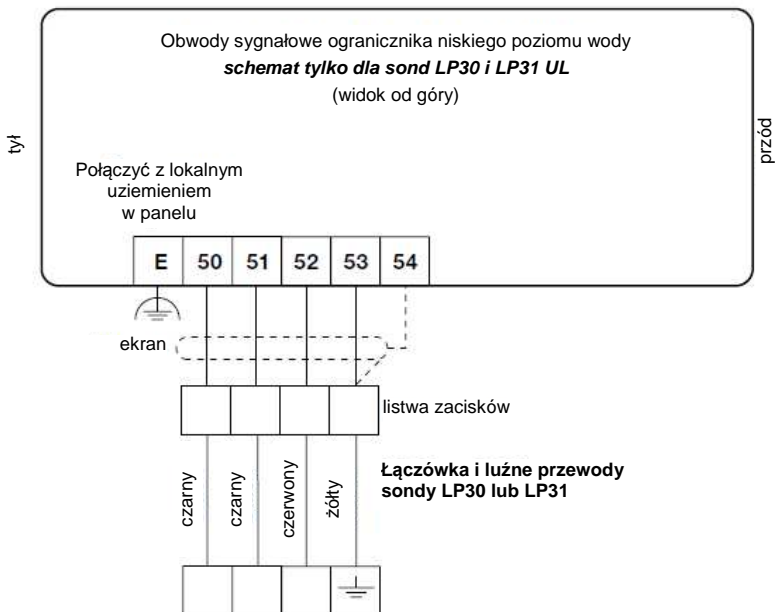 Obwody sygnałowe ogranicznika niskiego poziomu wody
schemat tylko dla sond LP30 i LP31 UL
(widok od góry)
tył
przód
Połączyć z lokalnym
uziemieniem
w panelu
E 50 51 52 53 54
ekran
listwa zacisków
czarny
czarny
czerwony
żółty
Łączówka i luźne przewody
sondy LP30 lub LP31